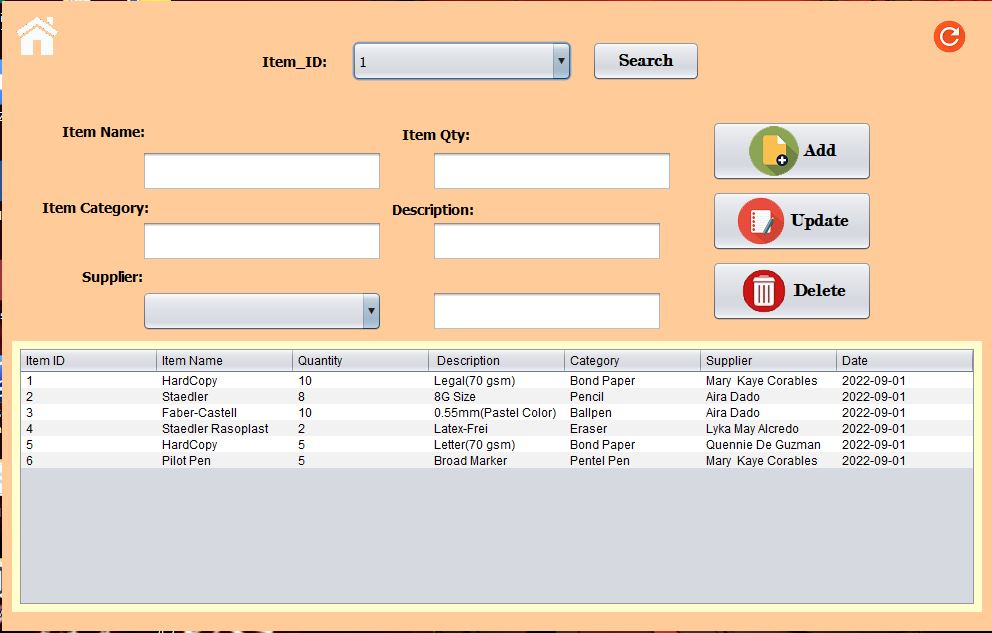 Item_ID: 1 Search
Item Name: Item Qty:
Add
Item Category: Description:
Update
Supplier:
Delete
Item ID Item Name Quantity Description Category Supplier Date
1 HardCopy 10 Legal(70 gsm) Bond Paper Mary Kaye Corables 2022-09-01
2 Staedler 8 8G Size Pencil Aira Dado 2022-09-01
3 Faber-Castell 10 0.55mm(Pastel Color) Ballpen Aira Dado 2022-09-01
4 Staedler Rasoplast 2 Latex-Frei Eraser Lyka May Alcredo 2022-09-01
5 HardCopy 5 Letter(70 gsm) Bond Paper Quennie De Guzman 2022-09-01
6 Pilot Pen 5 Broad Marker Pentel Pen Mary Kaye Corables 2022-09-01